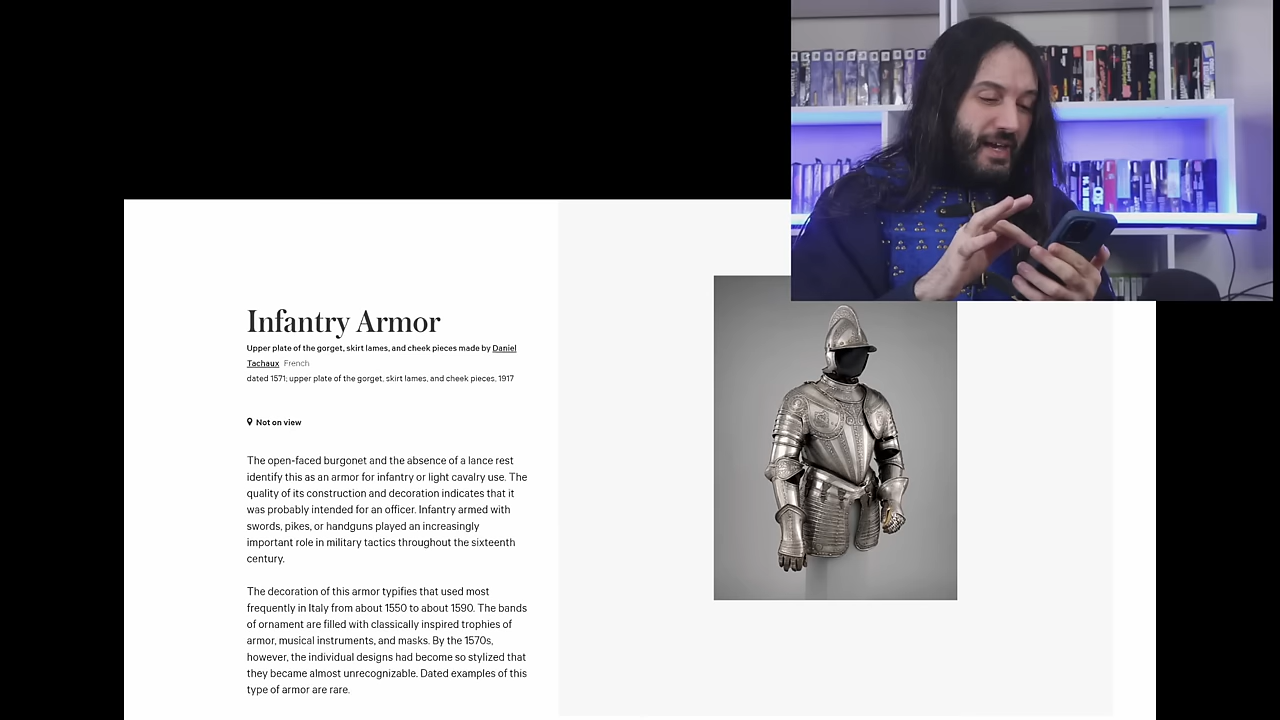 Infantry Armor
Upper plate of the gorget, skirt lames, and cheek pieces made by Daniel
Tachaux French
dated 1571; upper plate of the gorget, skirt lames, and cheek pieces, 1917
Not on view
The open-faced burgonet and the absence of a lance rest
identify this as an armor for infantry or light cavalry use. The
quality of its construction and decoration indicates that it
was probably intended for an officer. Infantry armed with
swords, pikes, or handguns played an increasingly
important role in military tactics throughout the sixteenth
century.
The decoration of this armor typifies that used most
frequently in Italy from about 1550 to about 1590. The bands
of ornament are filled with classically inspired trophies of
armor, musical instruments, and masks. By the 1570s,
however, the individual designs had become so stylized that
they became almost unrecognizable. Dated examples of this
type of armor are rare.